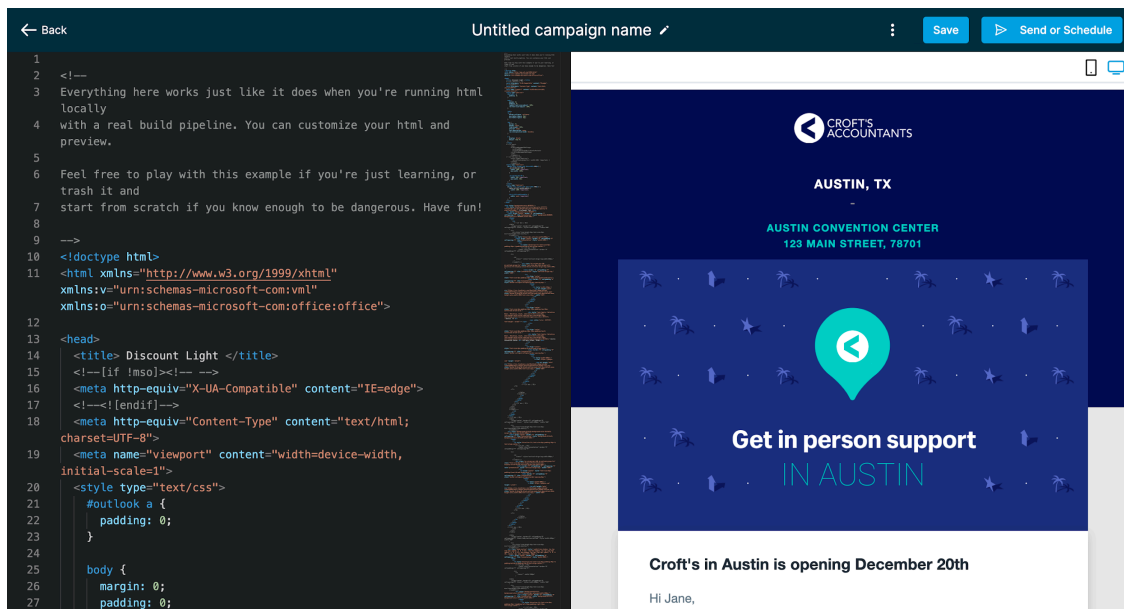 Back
Untitled campaign name
Save
Send or Schedule
1
2 <!--
3 Everything here works just like it does when you're running html
locally
4 with a real build pipeline. You can customize your html and
preview.
5
6 Feel free to play with this example if you're just learning, or
trash it and
7 start from scratch if you know enough to be dangerous. Have fun!
8
9 -->
10 <!doctype html>
11 <html xmlns="http://www.w3.org/1999/xhtml"
xmlns:v="urn:schemas-microsoft-com:vml"
xmlns:o="urn:schemas-microsoft-com:office:office">
12
13 <head>
14 <title> Discount Light </title>
15 <!--[if !mso]><!-- -->
16 <meta http-equiv="X-UA-Compatible" content="IE=edge">
17 <!--<![endif]-->
18 <meta http-equiv="Content-Type" content="text/html;
charset=UTF-8">
19 <meta name="viewport" content="width=device-width,
initial-scale=1">
20 <style type="text/css">
21 #outlook a {
22 padding: 0;
23 }
24
25 body {
26 margin: 0;
27 padding: 0;
CROFT'S
ACCOUNTANTS
AUSTIN, TX
-
AUSTIN CONVENTION CENTER
123 MAIN STREET, 78701
Get in person support
IN AUSTIN
Croft's in Austin is opening December 20th
Hi Jane,